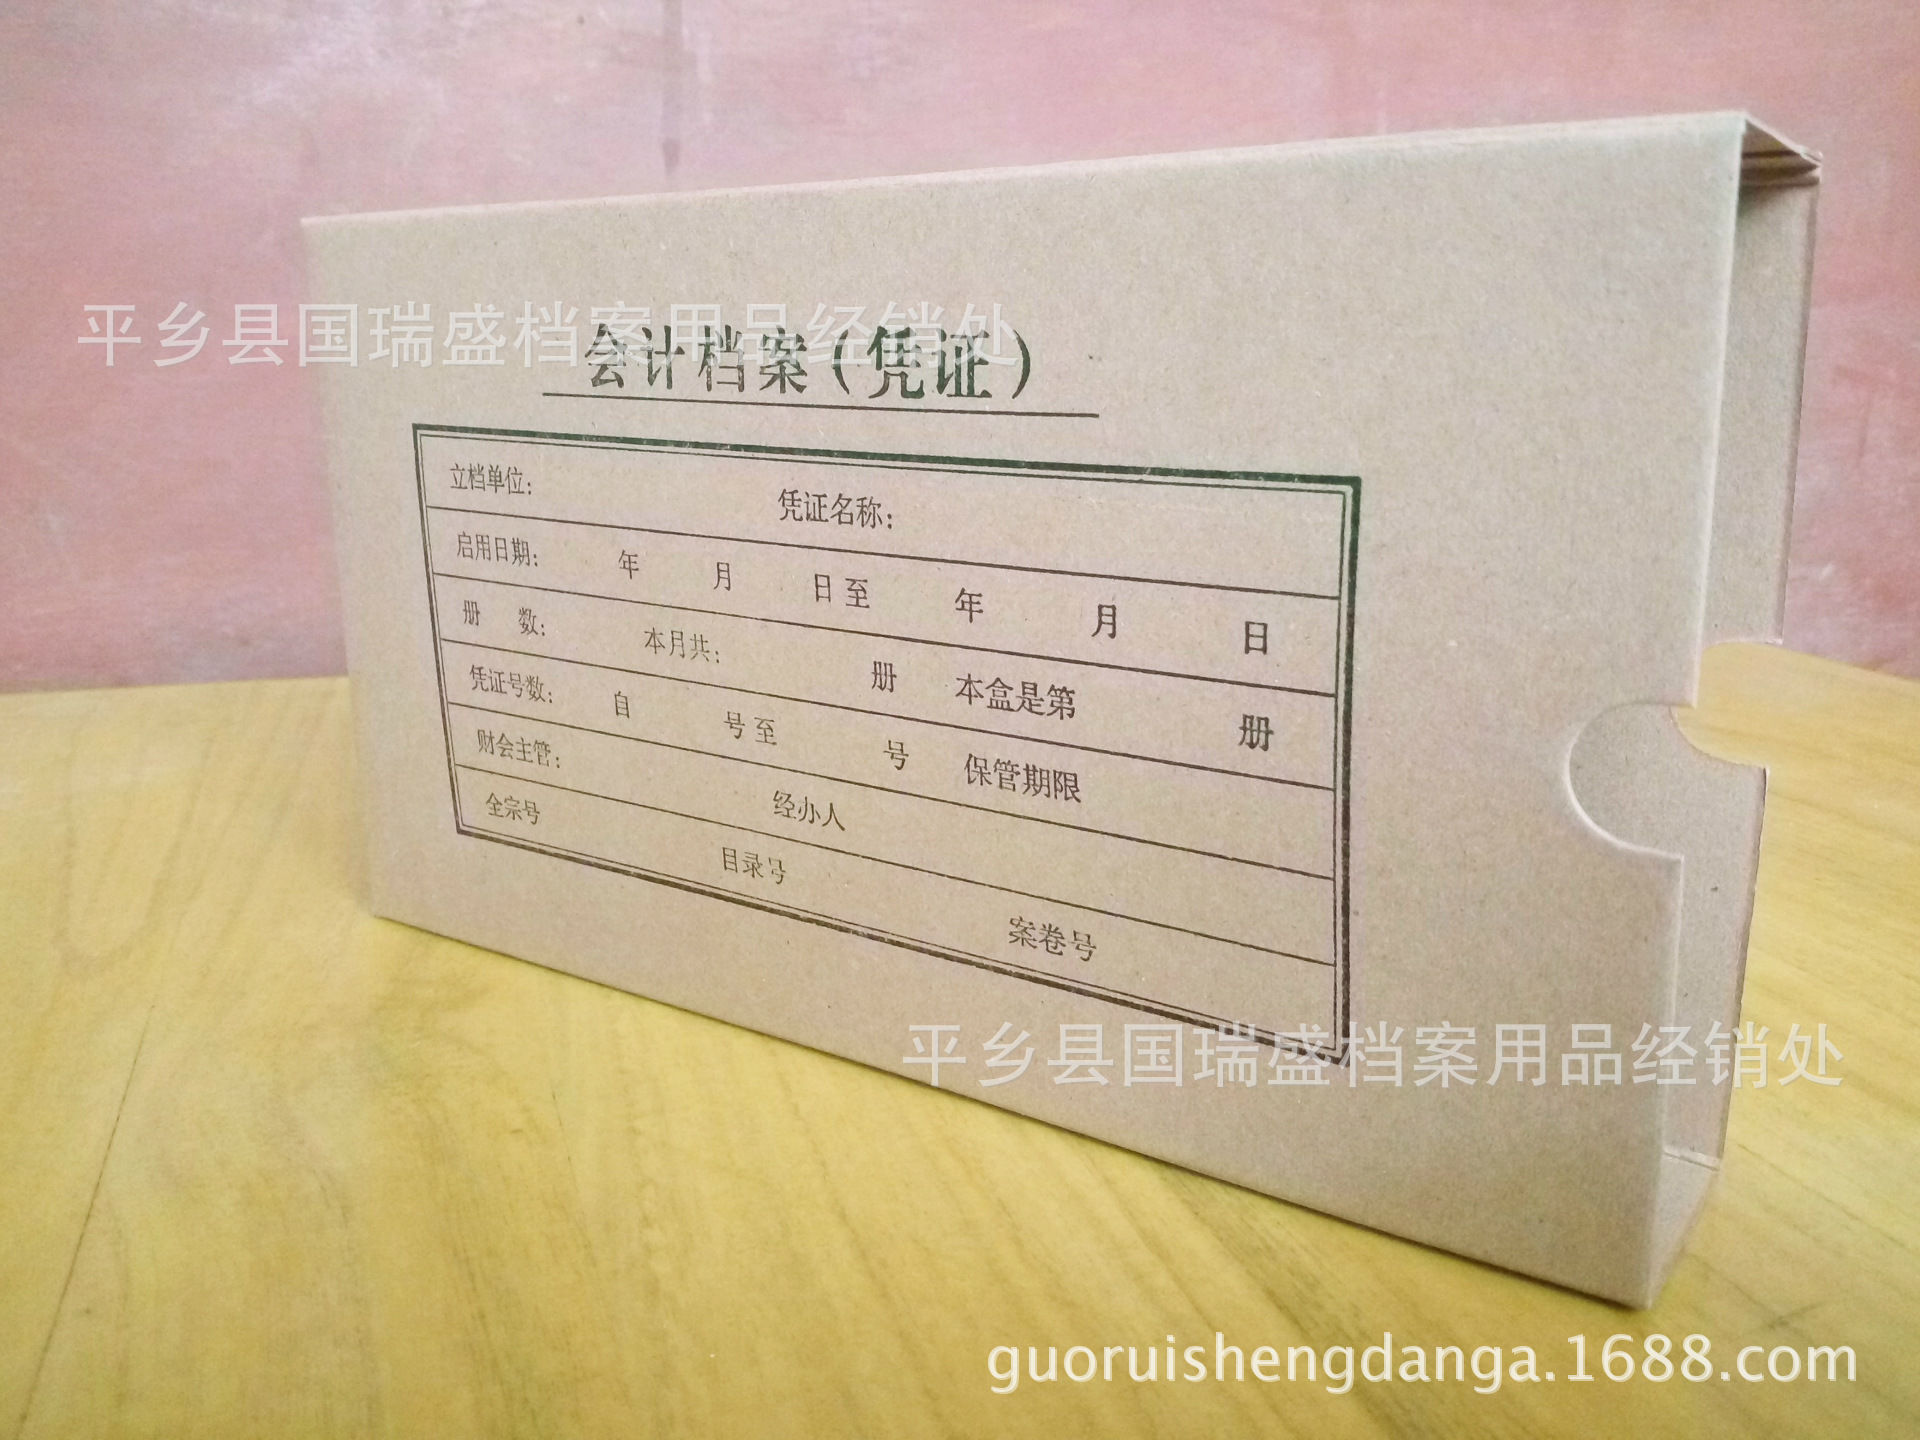 平乡县国瑞盛档案用品经销处
会计档案（凭证）
立档单位： 凭证名称：
启用日期： 年 月 日至 年 月 日
册 数： 本月共： 册 本盒是第 册
凭证号数： 自 号至 号 保管期限
财会主管： 经办人
全宗号 目录号 案卷号
平乡县国瑞盛档案用品经销处
guoruishengdanga.1688.com